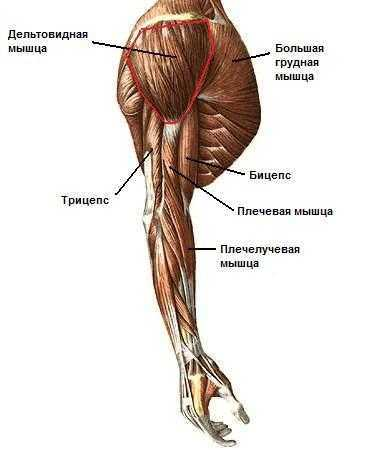 Дельтовидная
мышца
Большая
грудная
мышца
Бицепс
Трицепс
Плечевая мышца
Плечелучевая
мышца